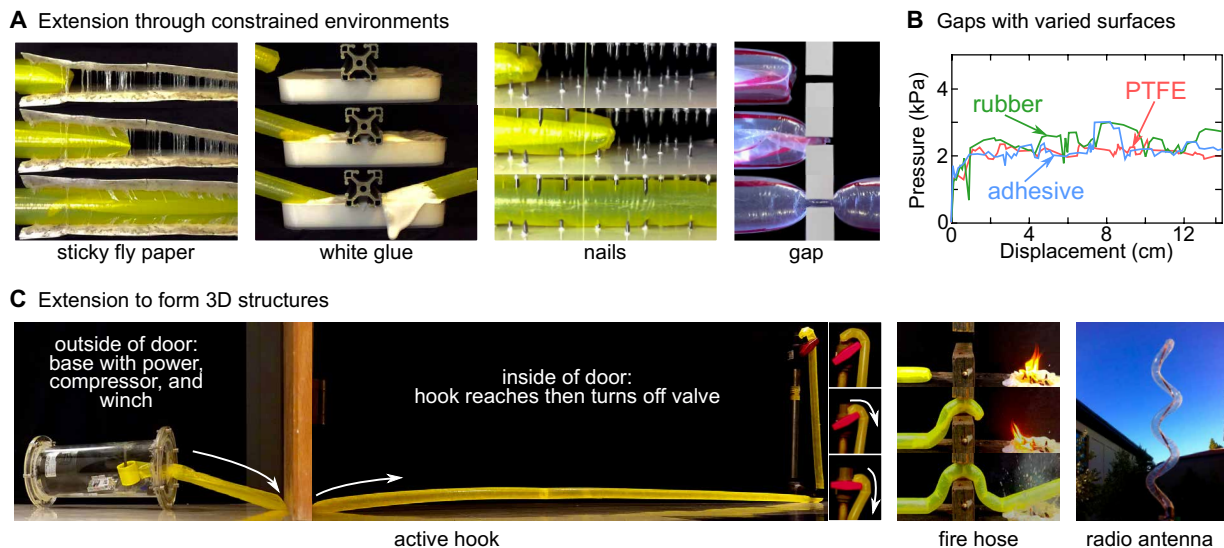 A Extension through constrained environments
sticky fly paper
white glue
nails
gap
B Gaps with varied surfaces
Pressure (kPa)
4
2
0
rubber
PTFE
adhesive
0
4
8
12
Displacement (cm)
C Extension to form 3D structures
outside of door:
base with power,
compressor, and
winch
inside of door:
hook reaches then turns off valve
active hook
fire hose
radio antenna